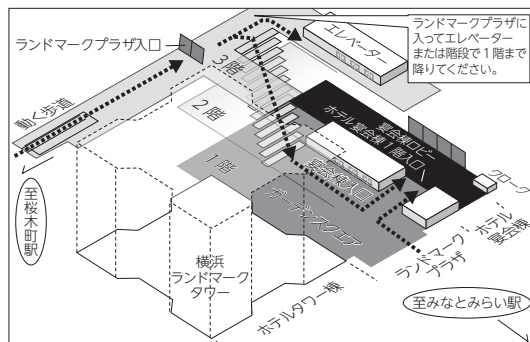 ランドマークプラザ入口
ランドマークプラザに
入ってエレベーター
または階段で1階まで
降りてください。
エレベーター
3階
動く歩道
2階
宴会棟ロビー
ホテル宴会棟1階入口
宴会棟入口
クローク
1階
ガーデンスクエア
至桜木町駅
横浜
ランドマーク
タワー
ホテル
宴会棟
ランドマーク
プラザ
ホテルタワー棟
至みなとみらい駅